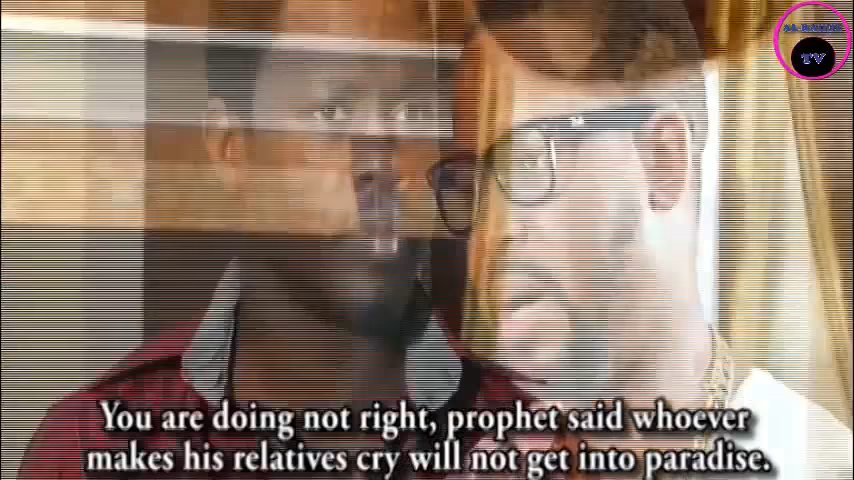 TV
You are doing not right, prophet said whoever
makes his relatives cry will not get into paradise.